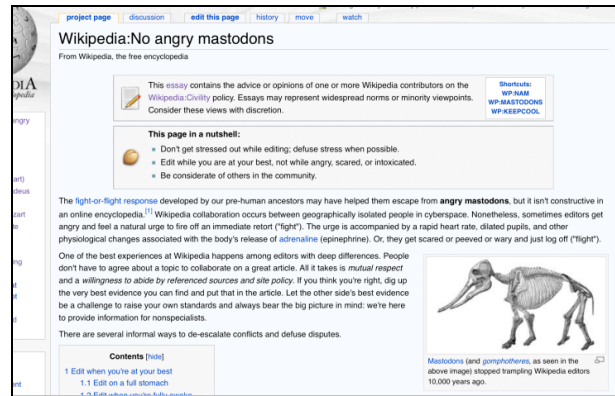 project page discussion edit this page history move watch
Wikipedia:No angry mastodons
From Wikipedia, the free encyclopedia
This essay contains the advice or opinions of one or more Wikipedia contributors on the
Wikipedia:Civility policy. Essays may represent widespread norms or minority viewpoints.
Consider these views with discretion.
Shortcuts:
WP:NAM
WP:MASTODONS
WP:KEEPCOOL
This page in a nutshell:
Don't get stressed out while editing; defuse stress when possible.
Edit while you are at your best, not while angry, scared, or intoxicated.
Be considerate of others in the community.
The fight-or-flight response developed by our pre-human ancestors may have helped them escape from angry mastodons, but it isn't constructive in
an online encyclopedia.[1] Wikipedia collaboration occurs between geographically isolated people in cyberspace. Nonetheless, sometimes editors get
angry and feel a natural urge to fire off an immediate retort ("fight"). The urge is accompanied by a rapid heart rate, dilated pupils, and other
physiological changes associated with the body's release of adrenaline (epinephrine). Or, they get scared or peeved or wary and just log off ("flight").
One of the best experiences at Wikipedia happens among editors with deep differences. People
don't have to agree about a topic to collaborate on a great article. All it takes is mutual respect
and a willingness to abide by referenced sources and site policy. If you think you're right, dig up
the very best evidence you can find and put that in the article. Let the other side's best evidence
be a challenge to raise your own standards and always bear the big picture in mind: we're here
to provide information for nonspecialists.
There are several informal ways to de-escalate conflicts and defuse disputes.
Mastodons (and gomphotheres, as seen in the
above image) stopped trampling Wikipedia editors
10,000 years ago.
Contents [hide]
1 Edit when you're at your best
1.1 Edit on a full stomach
1.2 Edit when you're fully awake